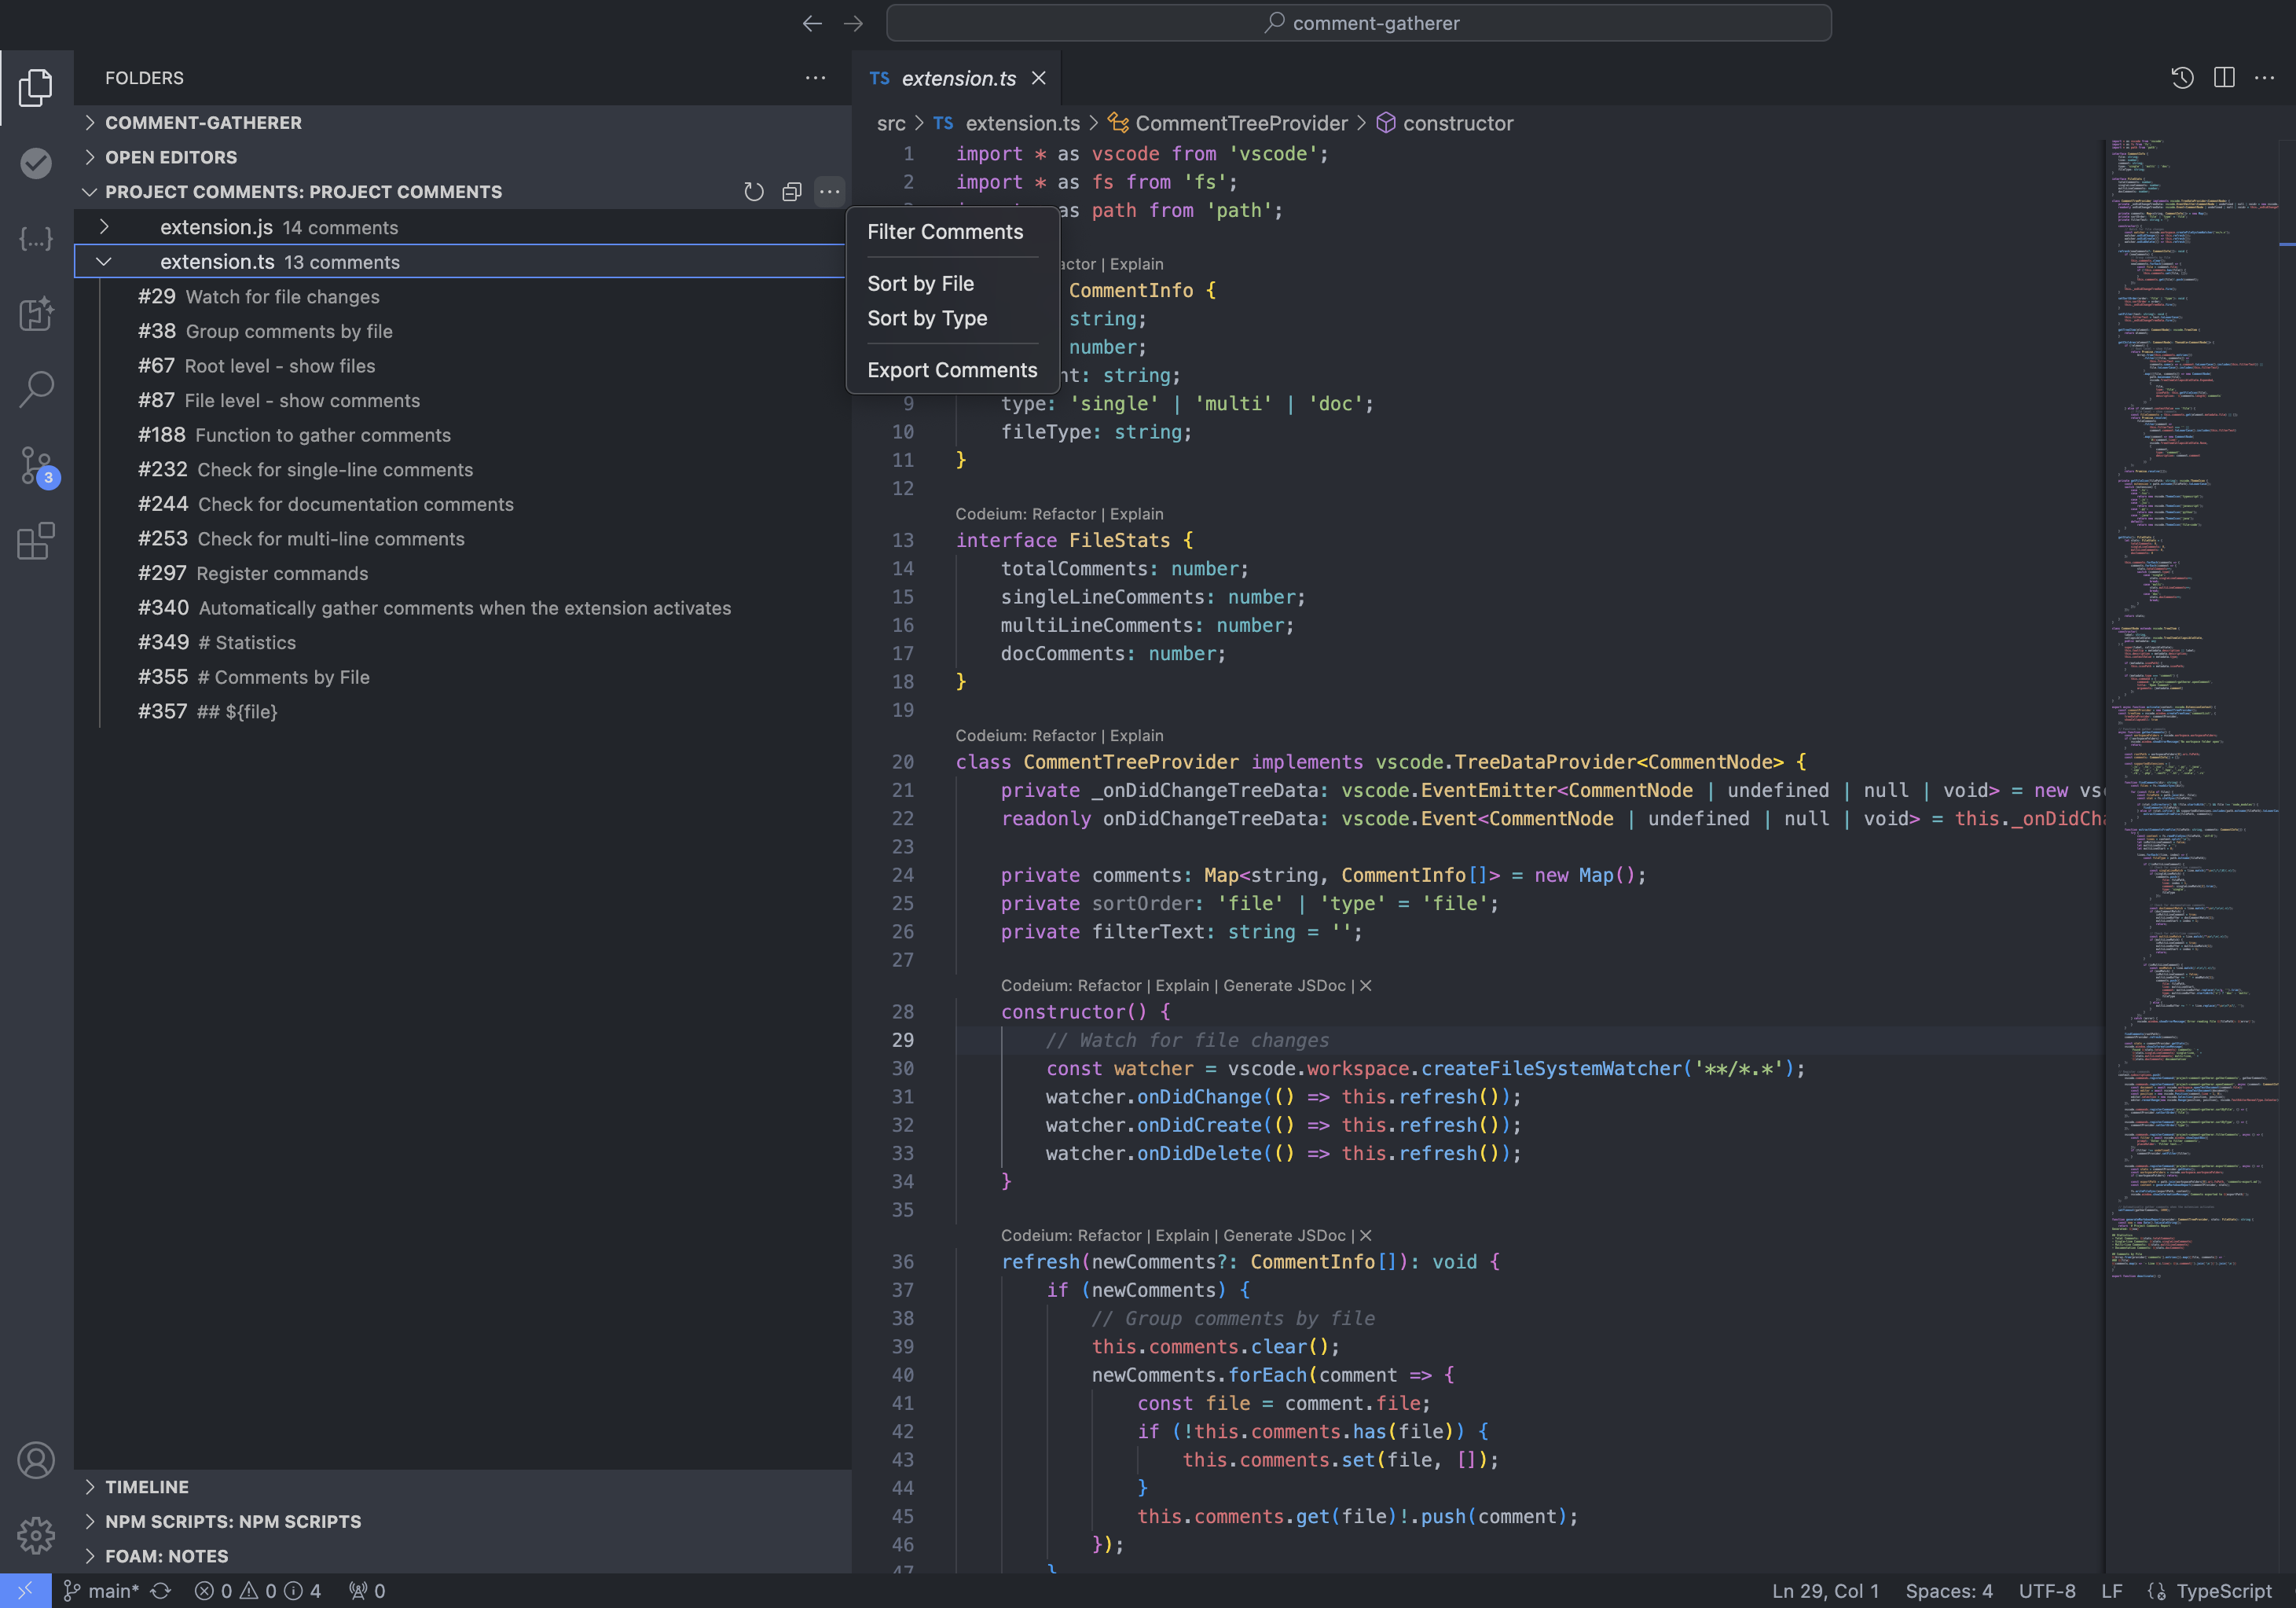 comment-gatherer
FOLDERS
COMMENT-GATHERER
OPEN EDITORS
PROJECT COMMENTS: PROJECT COMMENTS
extension.js 14 comments
extension.ts 13 comments
#29 Watch for file changes
#38 Group comments by file
#67 Root level - show files
#87 File level - show comments
#188 Function to gather comments
#232 Check for single-line comments
#244 Check for documentation comments
#253 Check for multi-line comments
#297 Register commands
#340 Automatically gather comments when the extension activates
#349 # Statistics
#355 # Comments by File
#357 ## ${file}
TIMELINE
NPM SCRIPTS: NPM SCRIPTS
FOAM: NOTES
3
Filter Comments
Sort by File
Sort by Type
Export Comments
TS extension.ts
src > TS extension.ts > CommentTreeProvider > constructor
1 import * as vscode from 'vscode';
2 import * as fs from 'fs';
as path from 'path';
actor | Explain
CommentInfo {
string;
number;
nt: string;
9 type: 'single' | 'multi' | 'doc';
10 fileType: string;
11 }
12
Codeium: Refactor | Explain
13 interface FileStats {
14 totalComments: number;
15 singleLineComments: number;
16 multiLineComments: number;
17 docComments: number;
18 }
19
Codeium: Refactor | Explain
20 class CommentTreeProvider implements vscode.TreeDataProvider<CommentNode> {
21 private _onDidChangeTreeData: vscode.EventEmitter<CommentNode | undefined | null | void> = new vs
22 readonly onDidChangeTreeData: vscode.Event<CommentNode | undefined | null | void> = this._onDidCh
23
24 private comments: Map<string, CommentInfo[]> = new Map();
25 private sortOrder: 'file' | 'type' = 'file';
26 private filterText: string = '';
27
Codeium: Refactor | Explain | Generate JSDoc | ×
28 constructor() {
29 // Watch for file changes
30 const watcher = vscode.workspace.createFileSystemWatcher('**/*.*');
31 watcher.onDidChange(() => this.refresh());
32 watcher.onDidCreate(() => this.refresh());
33 watcher.onDidDelete(() => this.refresh());
34 }
35
Codeium: Refactor | Explain | Generate JSDoc | ×
36 refresh(newComments?: CommentInfo[]): void {
37 if (newComments) {
38 // Group comments by file
39 this.comments.clear();
40 newComments.forEach(comment => {
41 const file = comment.file;
42 if (!this.comments.has(file)) {
43 this.comments.set(file, []);
44 }
45 this.comments.get(file)!.push(comment);
46 });
47 }
main* 0 0 4 0
Ln 29, Col 1 Spaces: 4 UTF-8 LF TypeScript